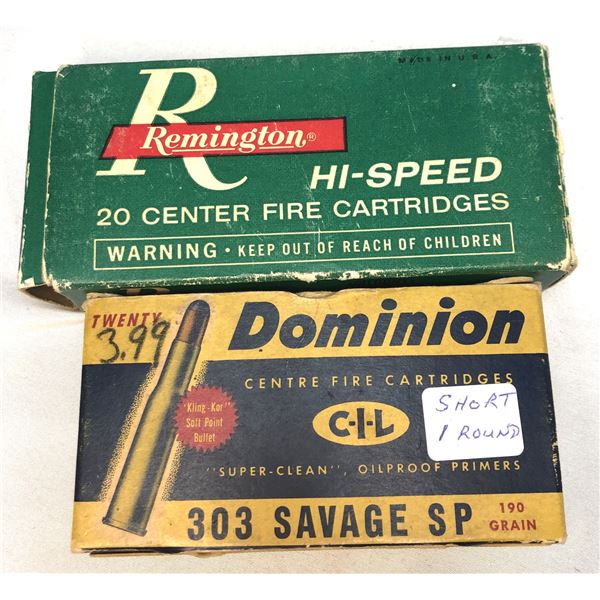 MADE IN U.S.A.
R
Remington®
HI-SPEED
20 CENTER FIRE CARTRIDGES
WARNING • KEEP OUT OF REACH OF CHILDREN
TWENTY
3.99
Dominion
CENTRE FIRE CARTRIDGES
"Kling-Kor"
Soft Point
Bullet
C-I-L
SHORT
1 ROUND
"SUPER-CLEAN", OILPROOF PRIMERS
303 SAVAGE SP
190
GRAIN